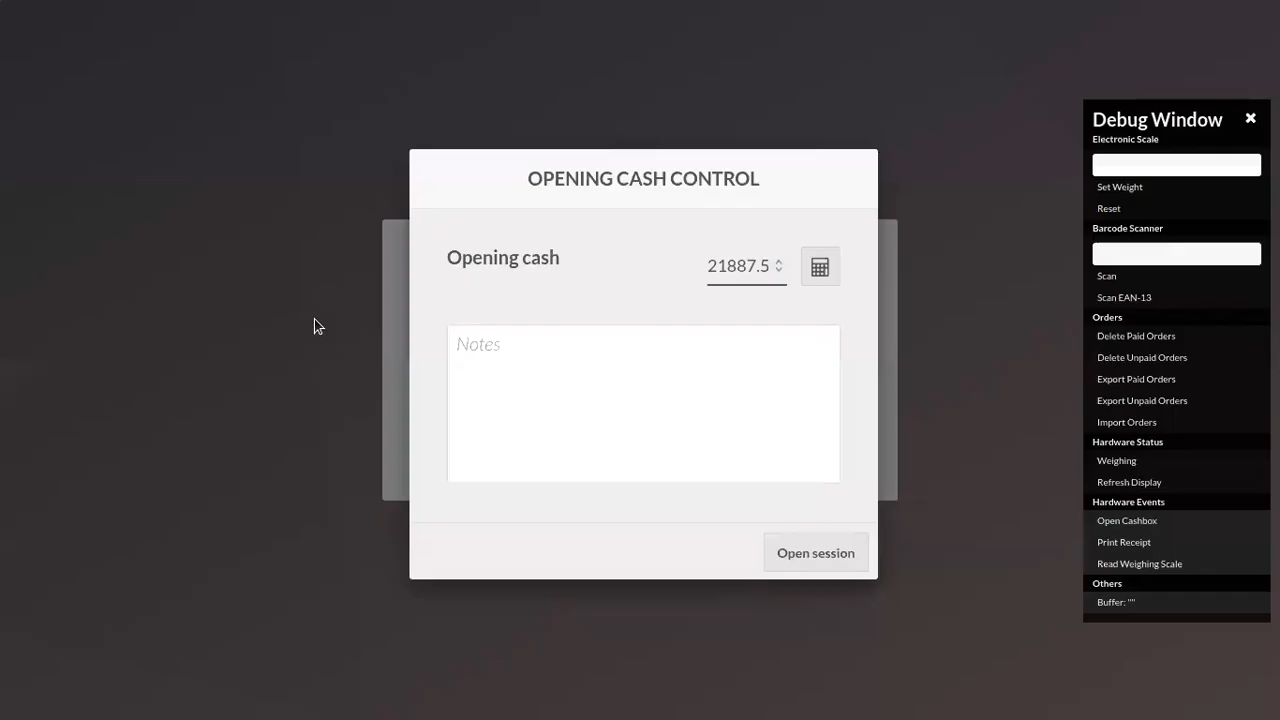 OPENING CASH CONTROL
Opening cash
21887.5
Notes
Open session
Debug Window
Electronic Scale
Set Weight
Reset
Barcode Scanner
Scan
Scan EAN-13
Orders
Delete Paid Orders
Delete Unpaid Orders
Export Paid Orders
Export Unpaid Orders
Import Orders
Hardware Status
Weighing
Refresh Display
Hardware Events
Open Cashbox
Print Receipt
Read Weighing Scale
Others
Buffer: ""